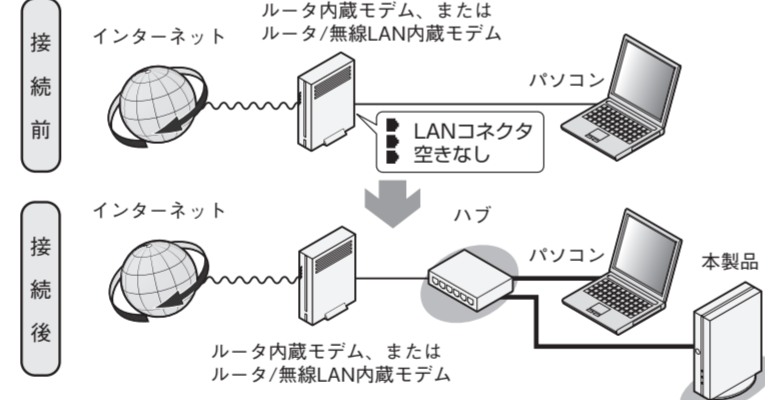 接続前
インターネット
ルータ内蔵モデム、または
ルータ/無線LAN内蔵モデム
パソコン
LANコネクタ
空きなし
接続後
インターネット
ハブ
パソコン
本製品
ルータ内蔵モデム、または
ルータ/無線LAN内蔵モデム